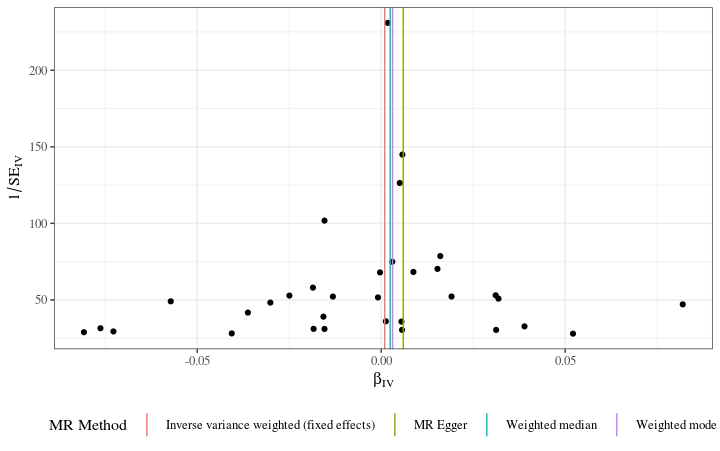 200
150
100
50
1/SE_IV
-0.05
0.00
0.05
β_IV
MR Method
Inverse variance weighted (fixed effects)
MR Egger
Weighted median
Weighted mode